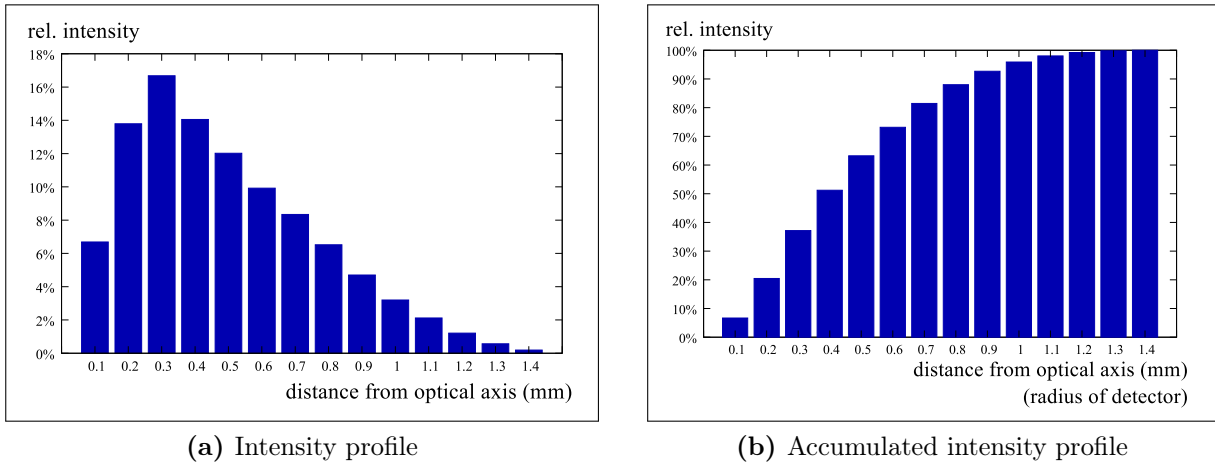 rel. intensity
18%
16%
14%
12%
10%
8%
6%
4%
2%
0%
0.1 0.2 0.3 0.4 0.5 0.6 0.7 0.8 0.9 1 1.1 1.2 1.3 1.4
distance from optical axis (mm)
(a) Intensity profile
rel. intensity
100%
90%
80%
70%
60%
50%
40%
30%
20%
10%
0%
0.1 0.2 0.3 0.4 0.5 0.6 0.7 0.8 0.9 1 1.1 1.2 1.3 1.4
distance from optical axis (mm)
(radius of detector)
(b) Accumulated intensity profile